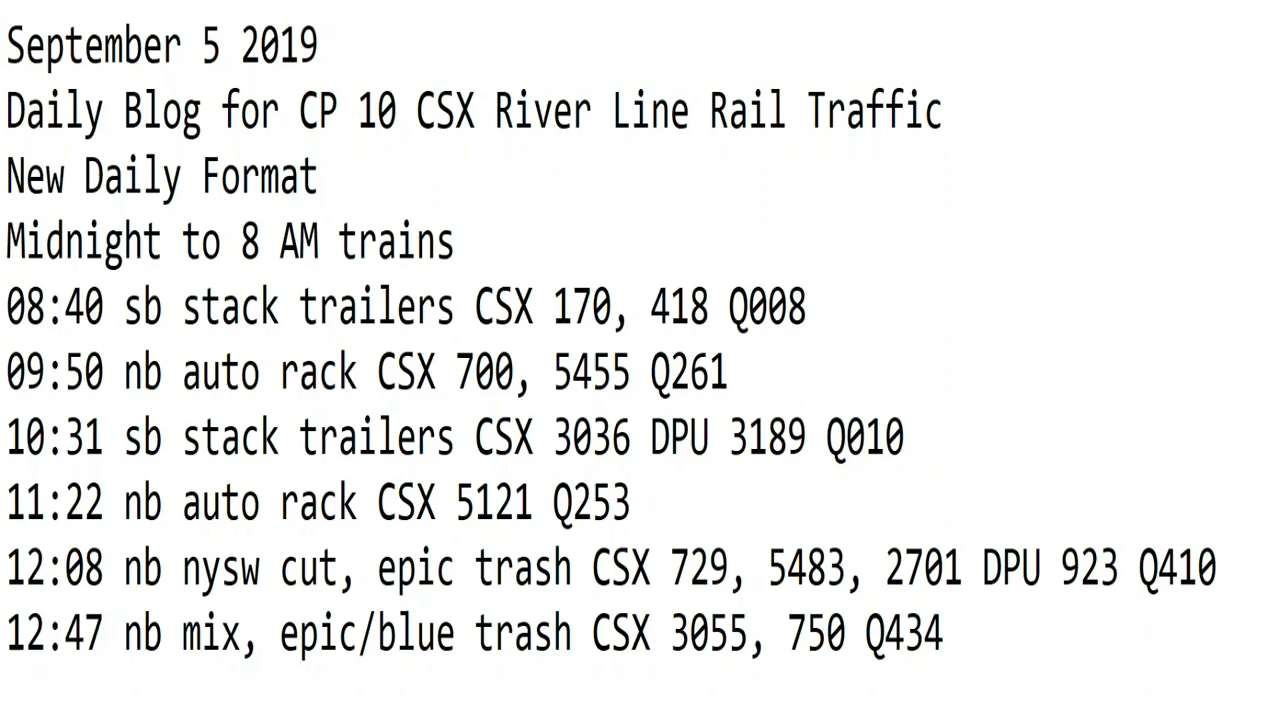 September 5 2019
Daily Blog for CP 10 CSX River Line Rail Traffic
New Daily Format
Midnight to 8 AM trains
08:40 sb stack trailers CSX 170, 418 Q008
09:50 nb auto rack CSX 700, 5455 Q261
10:31 sb stack trailers CSX 3036 DPU 3189 Q010
11:22 nb auto rack CSX 5121 Q253
12:08 nb nysw cut, epic trash CSX 729, 5483, 2701 DPU 923 Q410
12:47 nb mix, epic/blue trash CSX 3055, 750 Q434